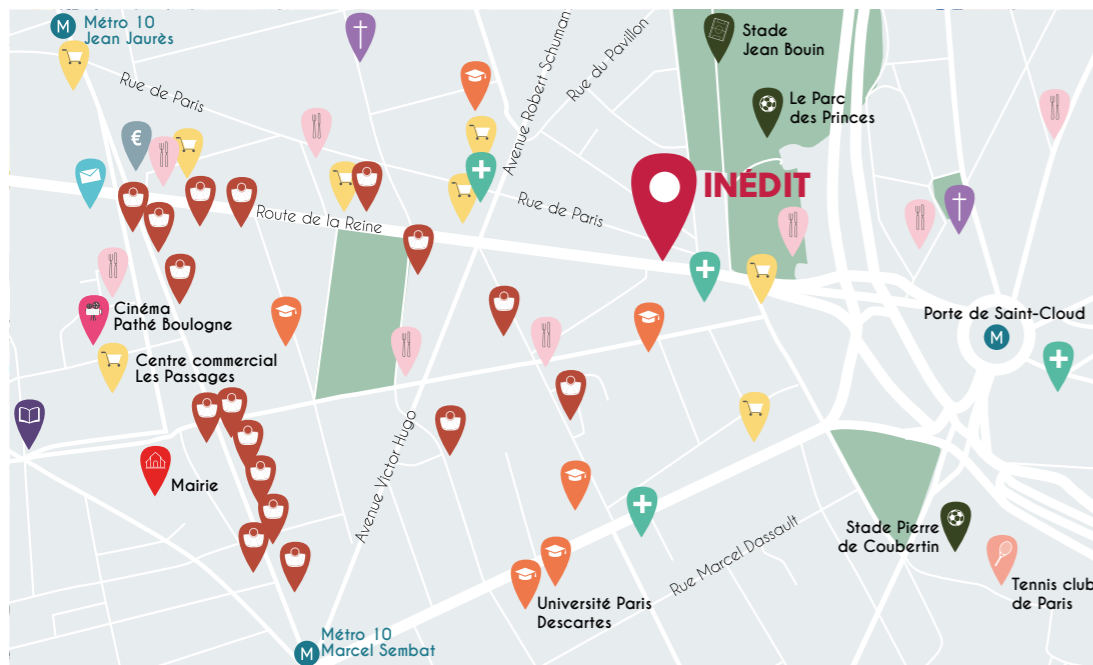 Métro 10
Jean Jaurès
Rue de Paris
Avenue Robert Schuman
Rue du Pavillon
Stade
Jean Bouin
Le Parc
des Princes
€
INÉDIT
Rue de Paris
Route de la Reine
Cinéma
Pathé Boulogne
Centre commercial
Les Passages
Porte de Saint-Cloud
M
M
Mairie
Avenue Victor Hugo
Rue Marcel Dassault
Stade Pierre
de Coubertin
Tennis club
de Paris
Université Paris
Descartes
M
Métro 10
Marcel Sembat